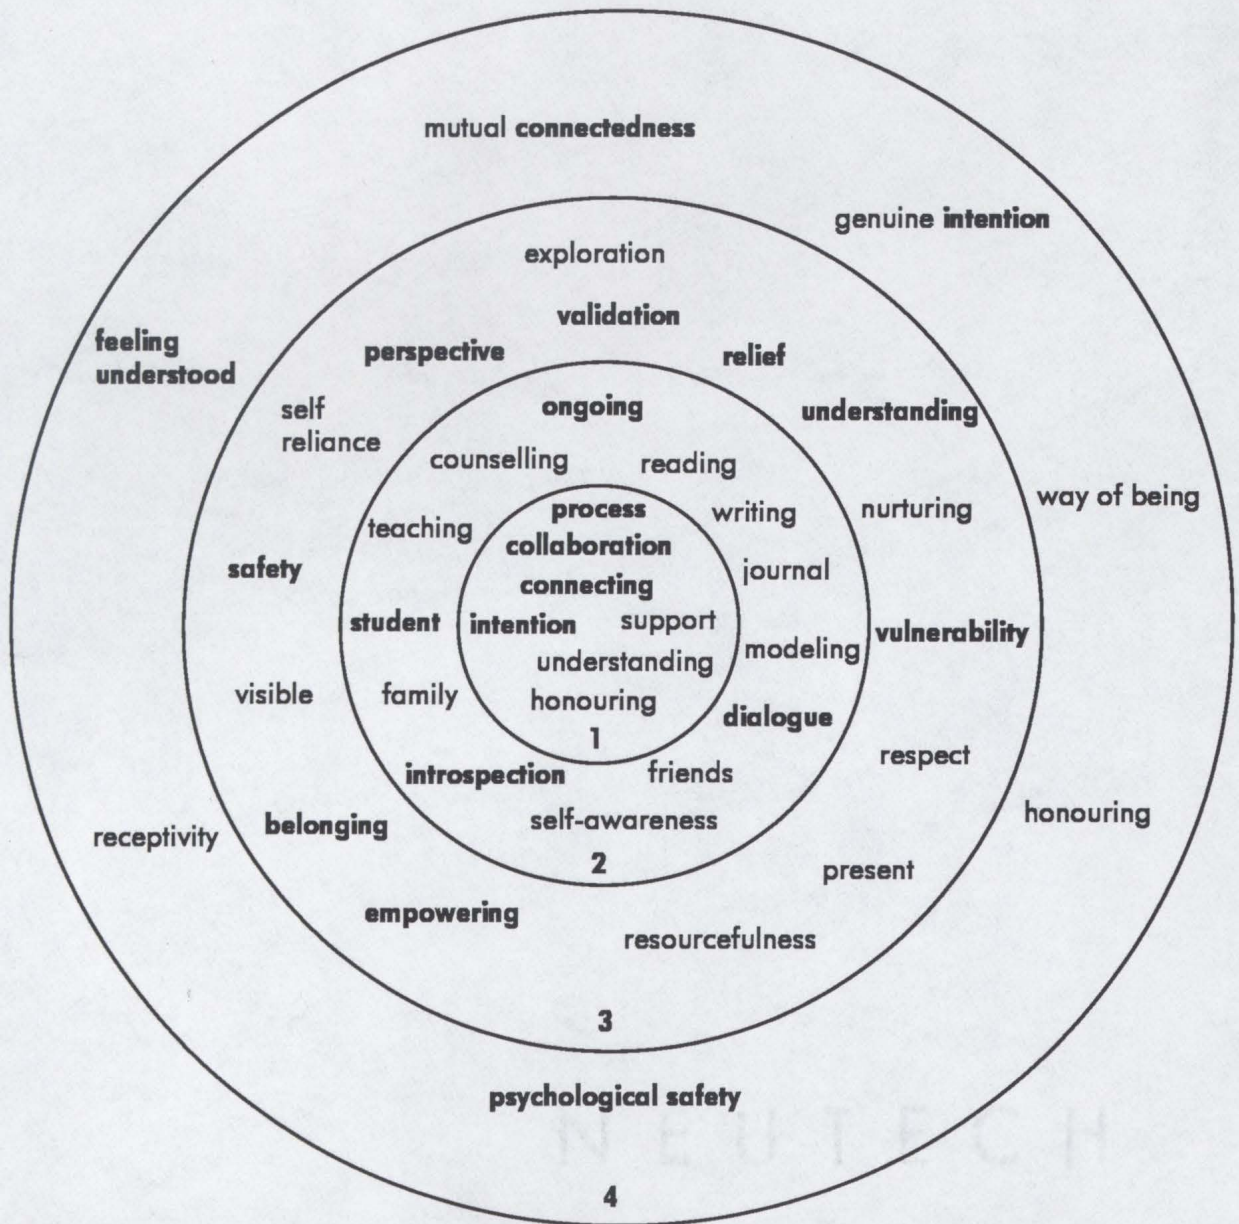 mutual connectedness
genuine intention
exploration
validation
feeling
understood
perspective
relief
self
reliance
ongoing
understanding
counselling
reading
way of being
process
writing
nurturing
teaching
collaboration
safety
connecting
journal
student
intention
support
modeling
vulnerability
understanding
visible
family
honouring
dialogue
1
respect
introspection
friends
receptivity
belonging
self-awareness
honouring
2
present
empowering
resourcefulness
3
psychological safety
NEUTECH
4